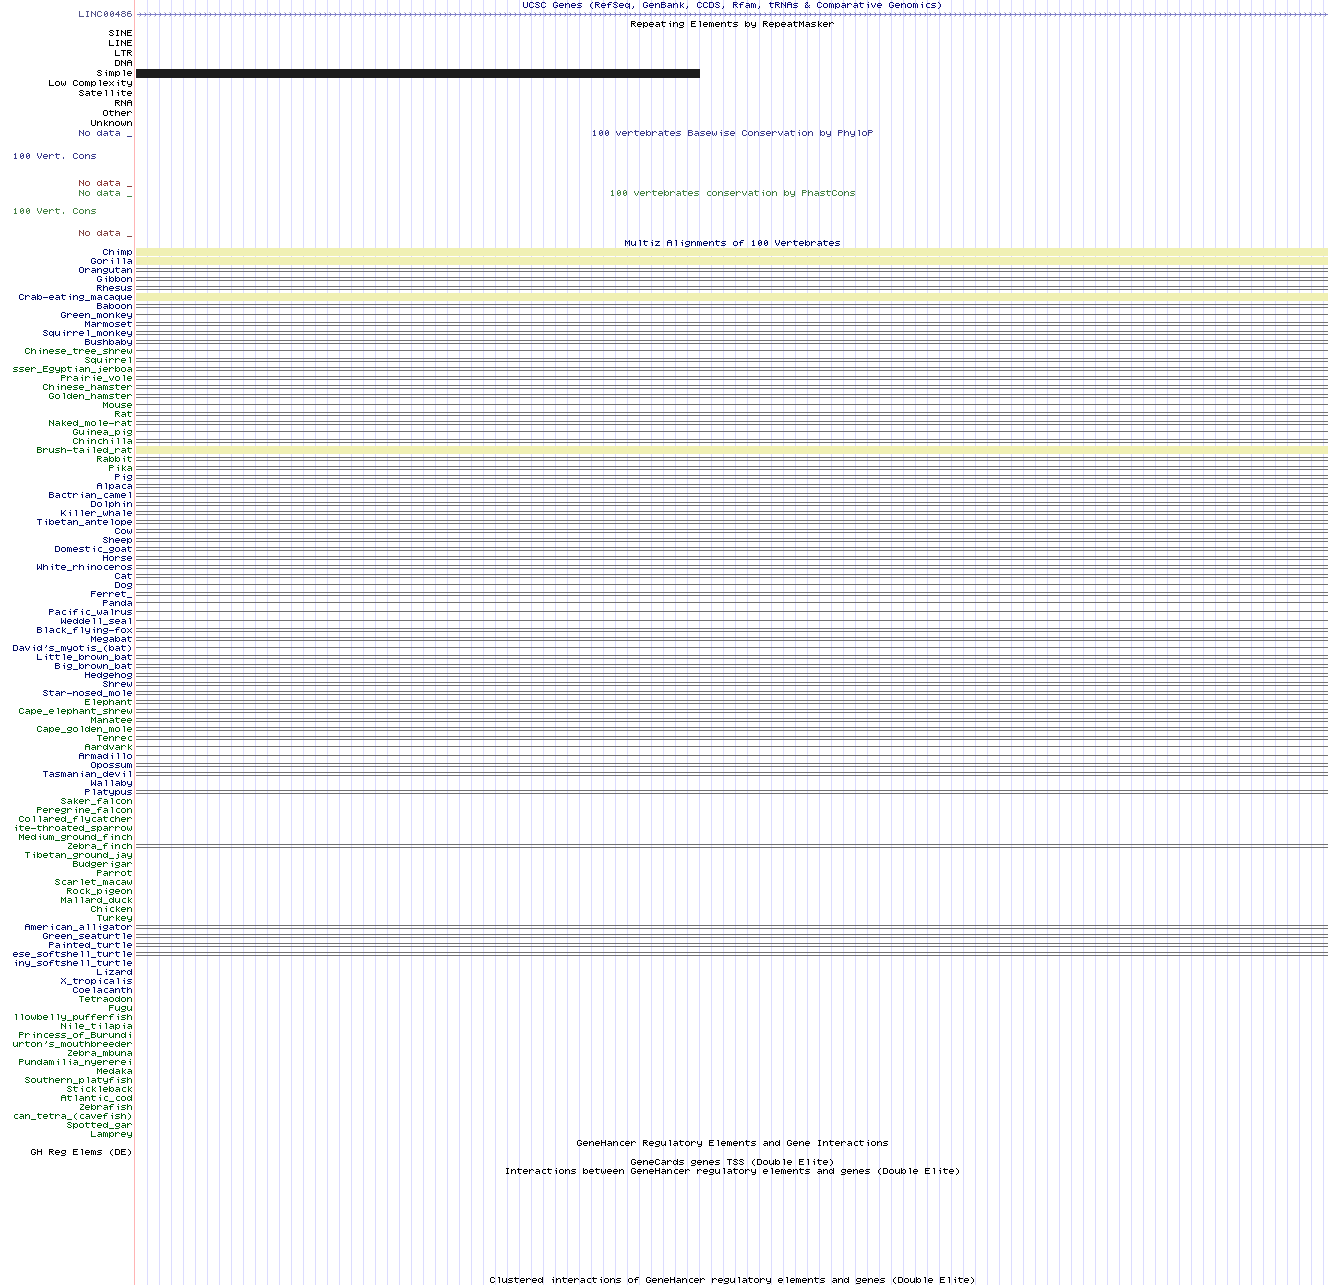 UCSC Genes (RefSeq, GenBank, CCDS, Rfam, tRNAs & Comparative Genomics)
LINC00486
Repeating Elements by RepeatMasker
SINE
LINE
LTR
DNA
Simple
Low Complexity
Satellite
RNA
Other
Unknown
No data _
100 vertebrates Basewise Conservation by PhyloP
100 Vert. Cons
No data _
No data _
100 vertebrates conservation by PhastCons
100 Vert. Cons
No data _
Multiz Alignments of 100 Vertebrates
Chimp
Gorilla
Orangutan
Gibbon
Rhesus
Crab-eating_macaque
Baboon
Green_monkey
Marmoset
Squirrel_monkey
Bushbaby
Chinese_tree_shrew
Squirrel
sser_Egyptian_jerboa
Prairie_vole
Chinese_hamster
Golden_hamster
Mouse
Rat
Naked_mole-rat
Guinea_pig
Chinchilla
Brush-tailed_rat
Rabbit
Pika
Pig
Alpaca
Bactrian_camel
Dolphin
Killer_whale
Tibetan_antelope
Cow
Sheep
Domestic_goat
Horse
White_rhinoceros
Cat
Dog
Ferret_
Panda
Pacific_walrus
Weddell_seal
Black_flying-fox
Megabat
David's_myotis_(bat)
Little_brown_bat
Big_brown_bat
Hedgehog
Shrew
Star-nosed_mole
Elephant
Cape_elephant_shrew
Manatee
Cape_golden_mole
Tenrec
Aardvark
Armadillo
Opossum
Tasmanian_devil
Wallaby
Platypus
Saker_falcon
Peregrine_falcon
Collared_flycatcher
ite-throated_sparrow
Medium_ground_finch
Zebra_finch
Tibetan_ground_jay
Budgerigar
Parrot
Scarlet_macaw
Rock_pigeon
Mallard_duck
Chicken
Turkey
American_alligator
Green_seaturtle
Painted_turtle
ese_softshell_turtle
iny_softshell_turtle
Lizard
X_tropicalis
Coelacanth
Tetraodon
Fugu
llowbelly_pufferfish
Nile_tilapia
Princess_of_Burundi
urton's_mouthbreeder
Zebra_mbuna
Pundamilia_nyererei
Medaka
Southern_platyfish
Stickleback
Atlantic_cod
Zebrafish
can_tetra_(cavefish)
Spotted_gar
Lamprey
GeneHancer Regulatory Elements and Gene Interactions
GH Reg Elems (DE)
GeneCards genes TSS (Double Elite)
Interactions between GeneHancer regulatory elements and genes (Double Elite)
Clustered interactions of GeneHancer regulatory elements and genes (Double Elite)